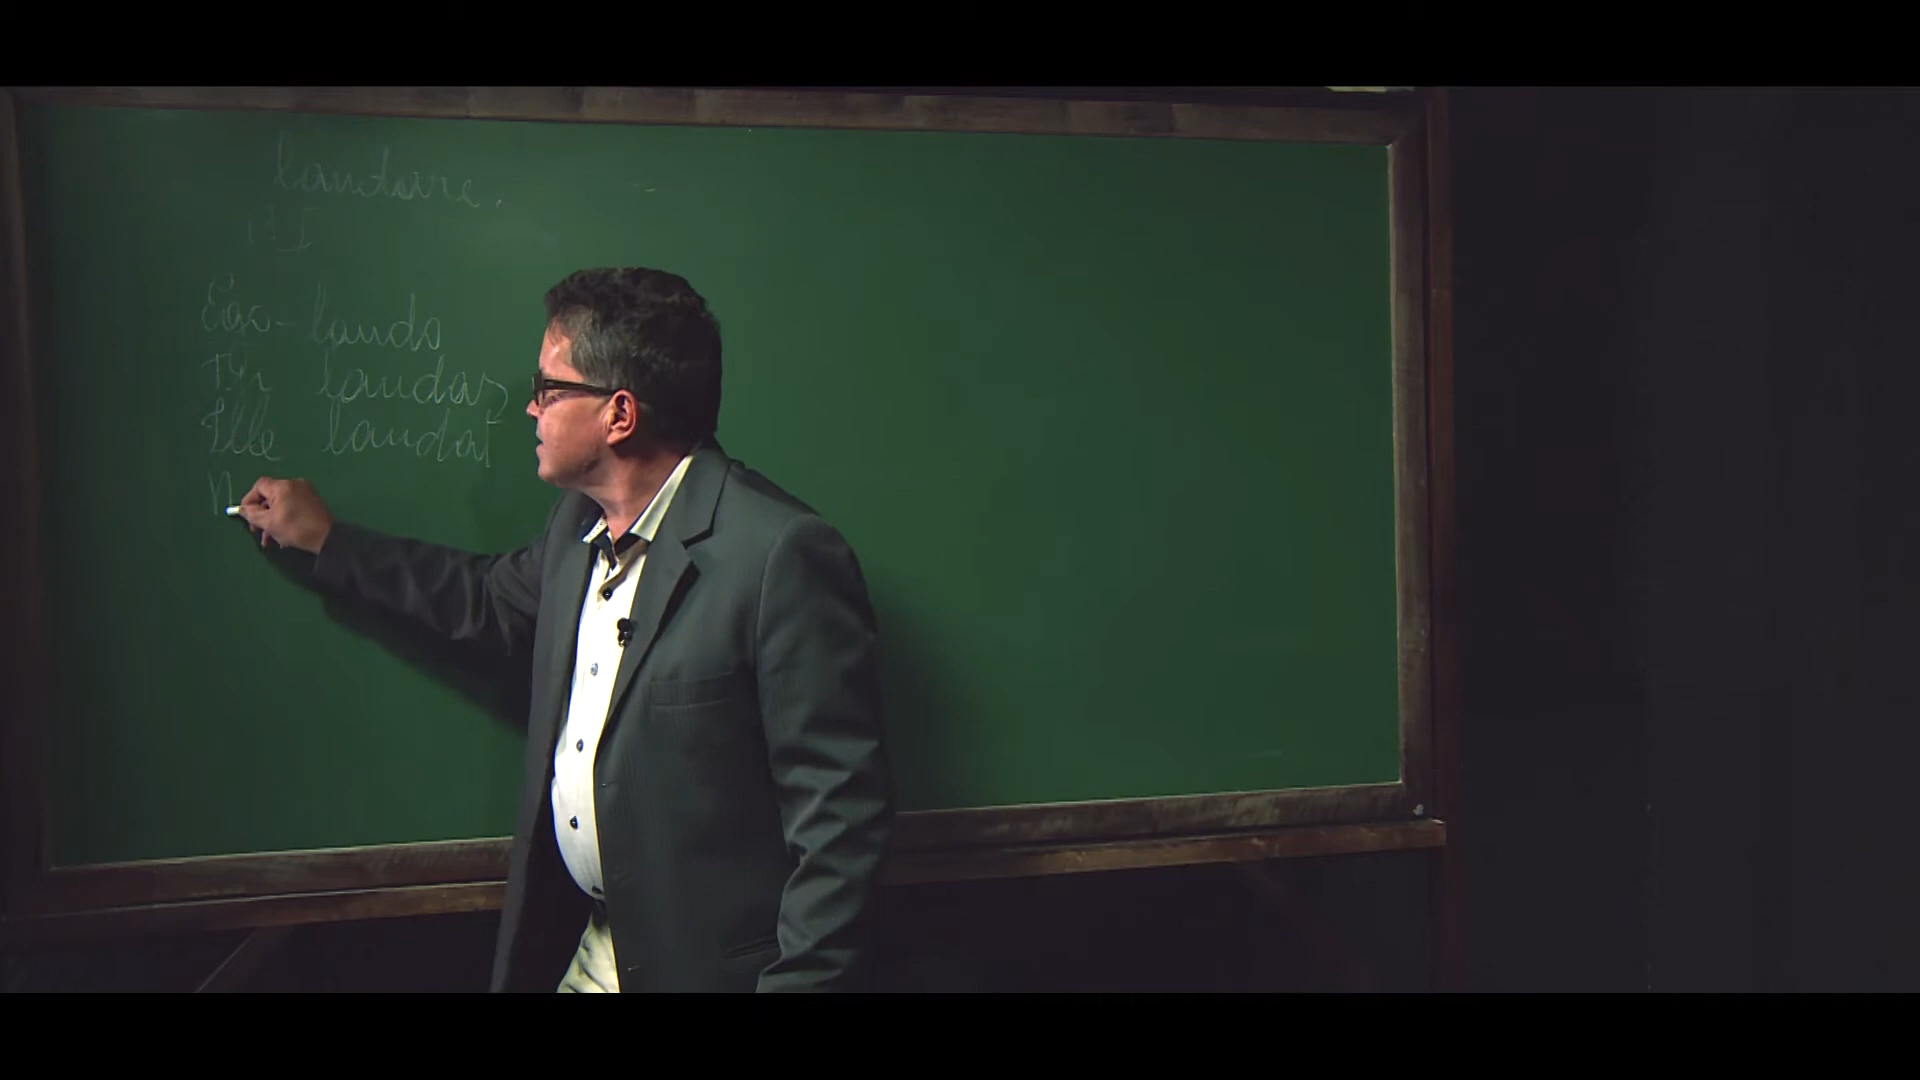 laudare.
Ego - laudo
Tu laudas
Ille laudat
n